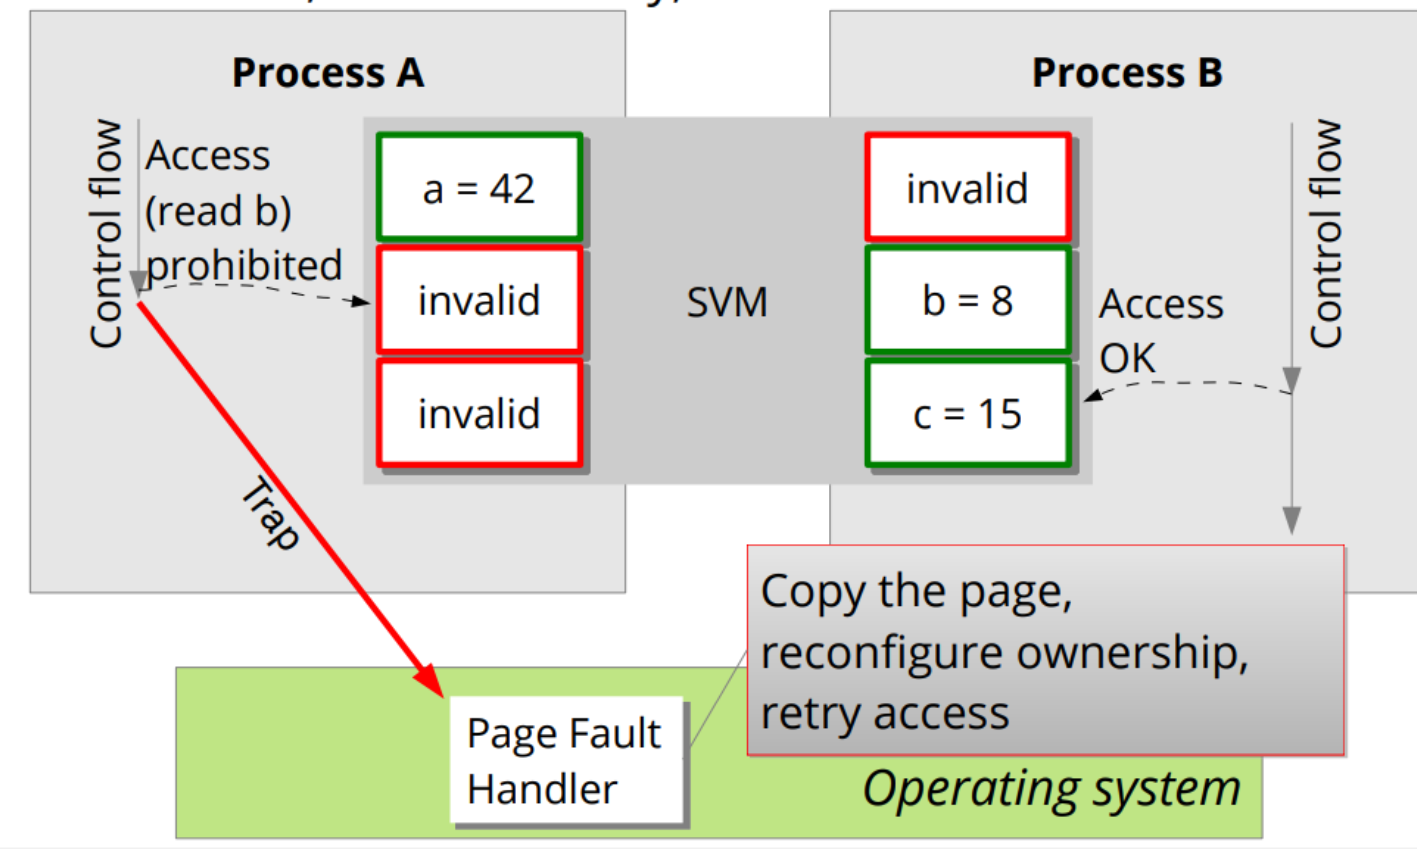 Process A
Process B
Control flow
Access
(read b)
prohibited
a = 42
invalid
invalid
SVM
invalid
b = 8
c = 15
Access
OK
Control flow
Trap
Copy the page,
reconfigure ownership,
retry access
Page Fault
Handler
Operating system